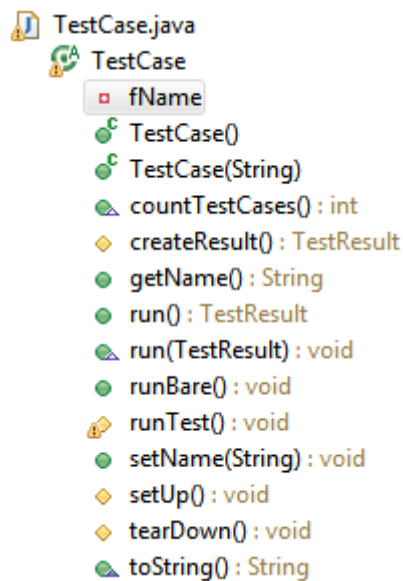 TestCase.java
TestCase
fName
TestCase()
TestCase(String)
countTestCases() : int
createResult() : TestResult
getName() : String
run() : TestResult
run(TestResult) : void
runBare() : void
runTest() : void
setName(String) : void
setUp() : void
tearDown() : void
toString() : String